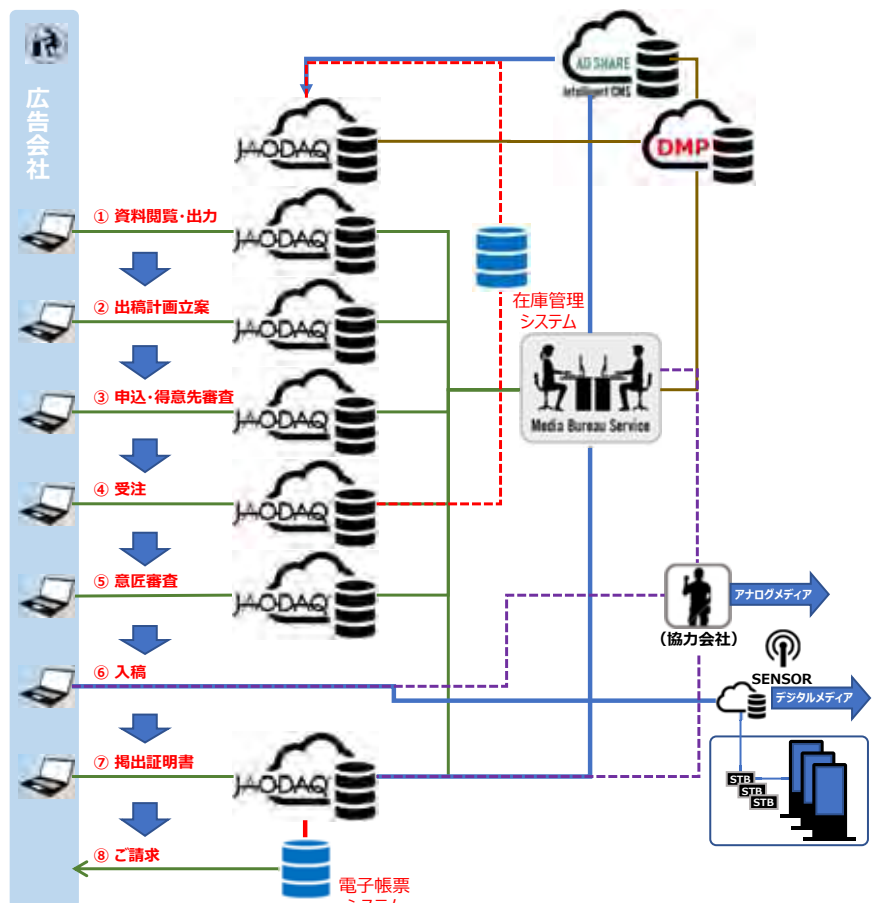 広告会社
AD SHARE
Intelligent CMS
JAODAQ
DMP
① 資料閲覧・出力
JAODAQ
② 出稿計画立案
JAODAQ
在庫管理
システム
③ 申込・得意先審査
JAODAQ
Media Bureau Service
④ 受注
JAODAQ
⑤ 意匠審査
JAODAQ
アナログメディア
(協力会社)
⑥ 入稿
SENSOR
デジタルメディア
⑦ 掲出証明書
JAODAQ
STB
STB
STB
⑧ ご請求
電子帳票